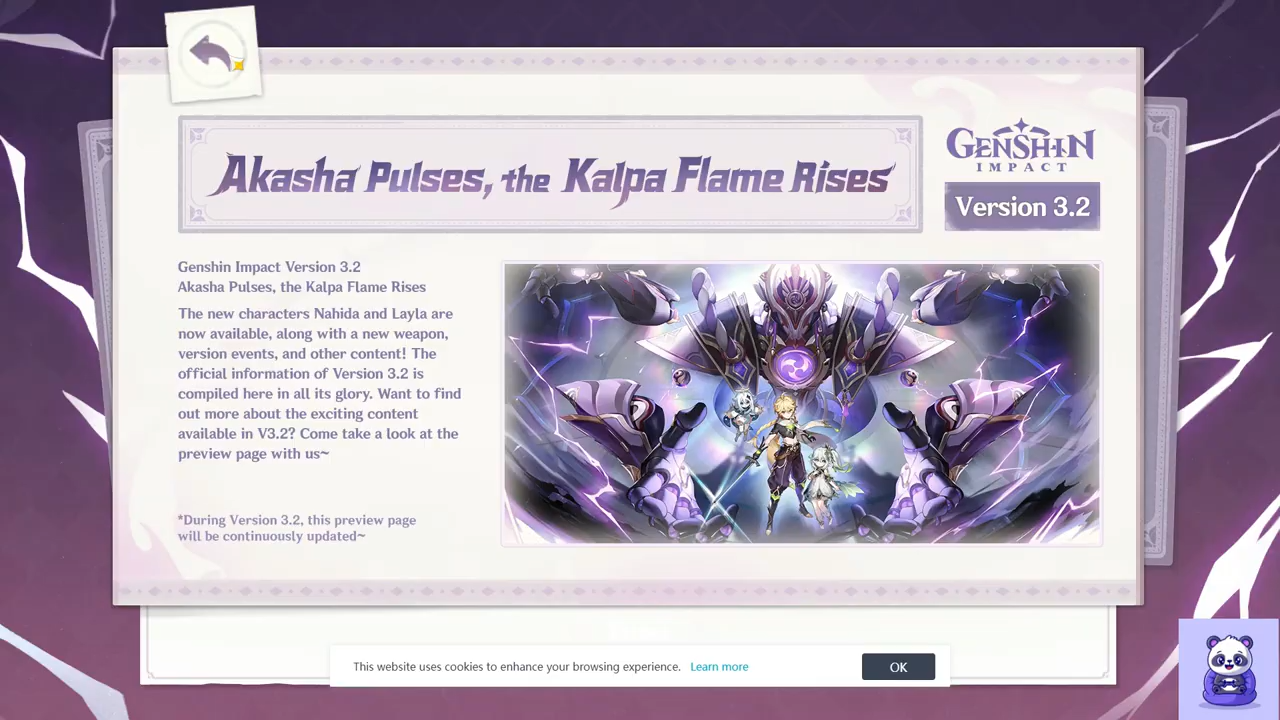 Akasha Pulses, the Kalpa Flame Rises
GENSHIN
IMPACT
Version 3.2
Genshin Impact Version 3.2
Akasha Pulses, the Kalpa Flame Rises
The new characters Nahida and Layla are
now available, along with a new weapon,
version events, and other content! The
official information of Version 3.2 is
compiled here in all its glory. Want to find
out more about the exciting content
available in V3.2? Come take a look at the
preview page with us~
*During Version 3.2, this preview page
will be continuously updated~
This website uses cookies to enhance your browsing experience. Learn more
OK